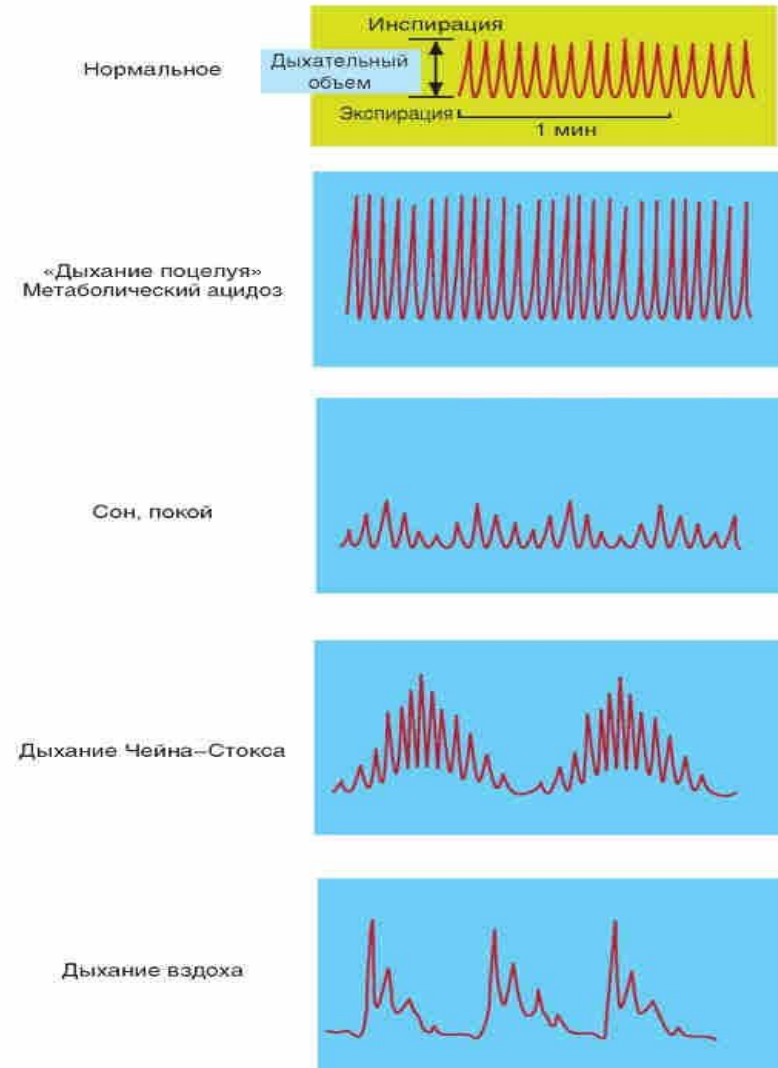 Инспирация
Нормальное
Дыхательный
объем
Экспирация
1 мин
«Дыхание поцелуя»
Метаболический ацидоз
Сон, покой
Дыхание Чейна–Стокса
Дыхание вздоха